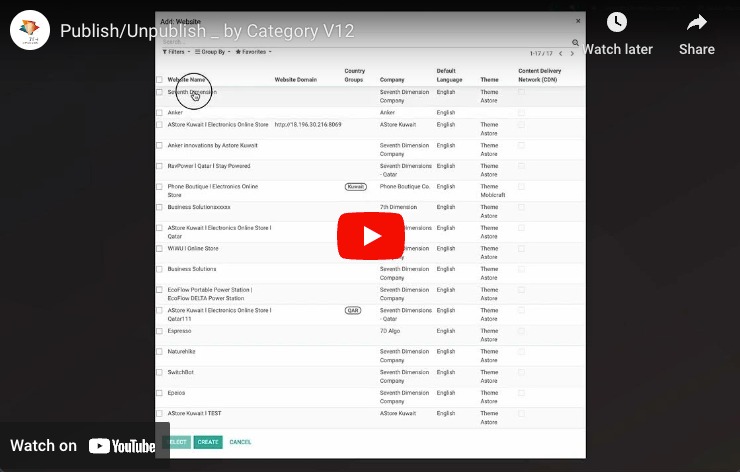 Publish/Unpublish _ by Category V12
Watch later
Share
Add: Website
×
Search...
Filters Group By Favorites
1-17 / 17
Website Name Website Domain Country Groups Company Default Language Theme Content Delivery Network (CDN)
Seventh Dimension Seventh Dimension Company English Theme Astore
Anker Anker English Theme Astore
AStore Kuwait l Electronics Online Store http://18.196.30.216:8069 AStore Kuwait English Theme Astore
Anker innovations by Astore Kuwait Seventh Dimension Company English Theme Astore
RavPower l Qatar l Stay Powered Seventh Dimensions - Qatar English Theme Astore
Phone Boutique l Electronics Online Store Kuwait Phone Boutique Co. English Theme Mobicraft
Business Solutionsxxxxx 7th Dimension English Theme Astore
AStore Kuwait l Electronics Online Store l Qatar Seventh Dimensions Company English Theme Astore
WiWU l Online Store Seventh Dimension Company English Theme Astore
Business Solutions Seventh Dimension Company English Theme Astore
EcoFlow Portable Power Station | EcoFlow DELTA Power Station Seventh Dimension Company English Theme Astore
AStore Kuwait l Electronics Online Store l Qatar111 QAR Seventh Dimensions - Qatar English Theme Astore
Espresso 7D Algo English Theme Astore
Naturehike Seventh Dimension Company English Theme Astore
SwitchBot Seventh Dimension Company English Theme Astore
Epeios Seventh Dimension Company English Theme Astore
AStore Kuwait l TEST AStore Kuwait English Theme Astore
SELECT CREATE CANCEL
Watch on YouTube